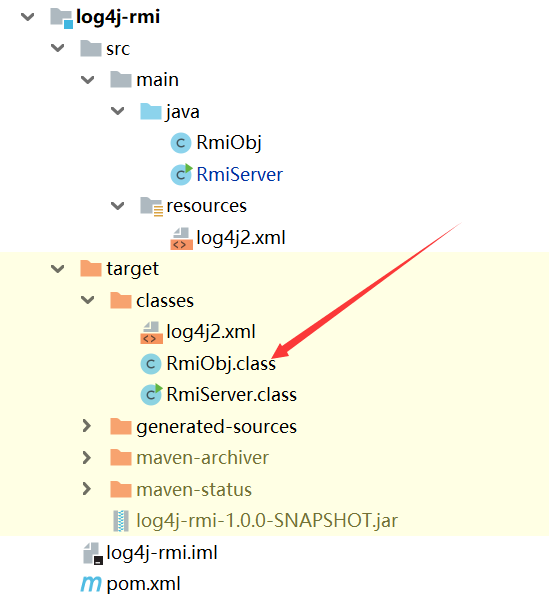 log4j-rmi
src
main
java
RmiObj
RmiServer
resources
log4j2.xml
target
classes
log4j2.xml
RmiObj.class
RmiServer.class
generated-sources
maven-archiver
maven-status
log4j-rmi-1.0.0-SNAPSHOT.jar
log4j-rmi.iml
pom.xml